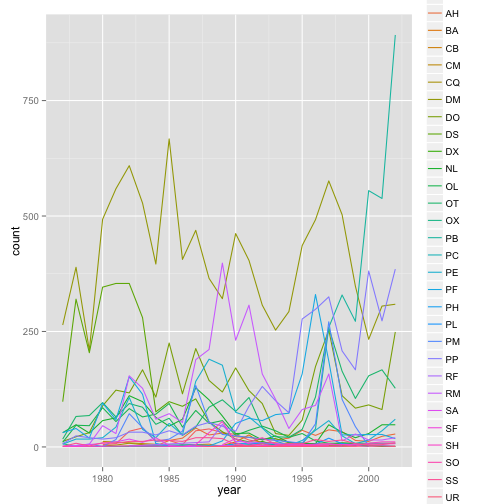 AH
BA
CB
CM
CQ
DM
DO
DS
DX
NL
OL
OT
OX
PB
PC
PE
PF
PH
PL
PM
PP
RF
RM
SA
SF
SH
SO
SS
UR
750
500
250
0
count
1980
1985
1990
1995
2000
year